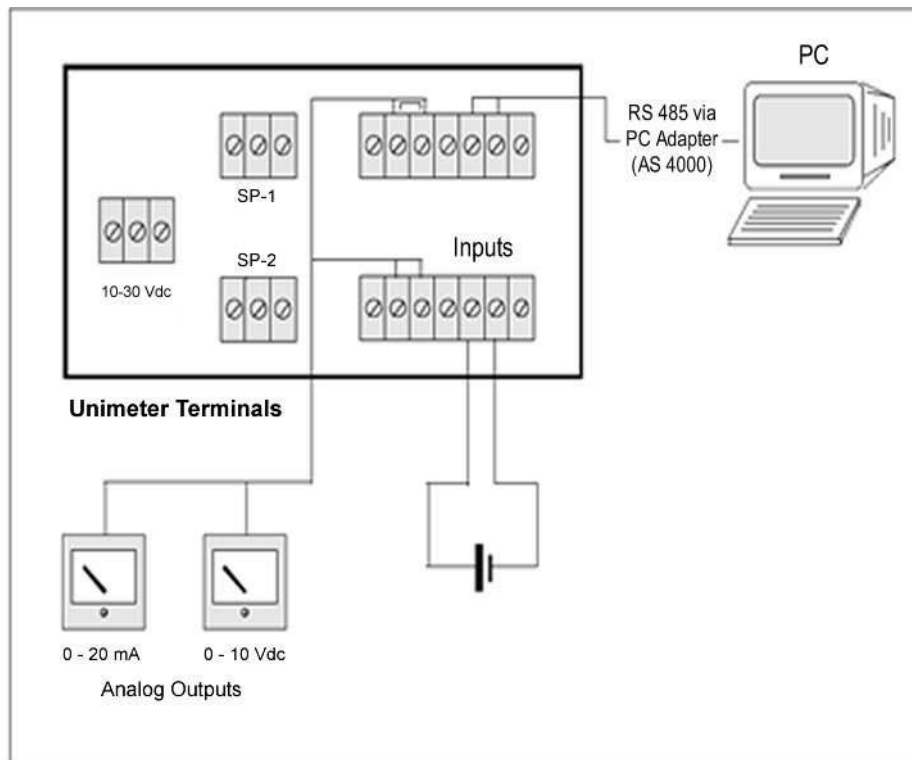 PC
RS 485 via
PC Adapter
(AS 4000)
SP-1
Inputs
SP-2
10-30 Vdc
Unimeter Terminals
0 - 20 mA
0 - 10 Vdc
Analog Outputs